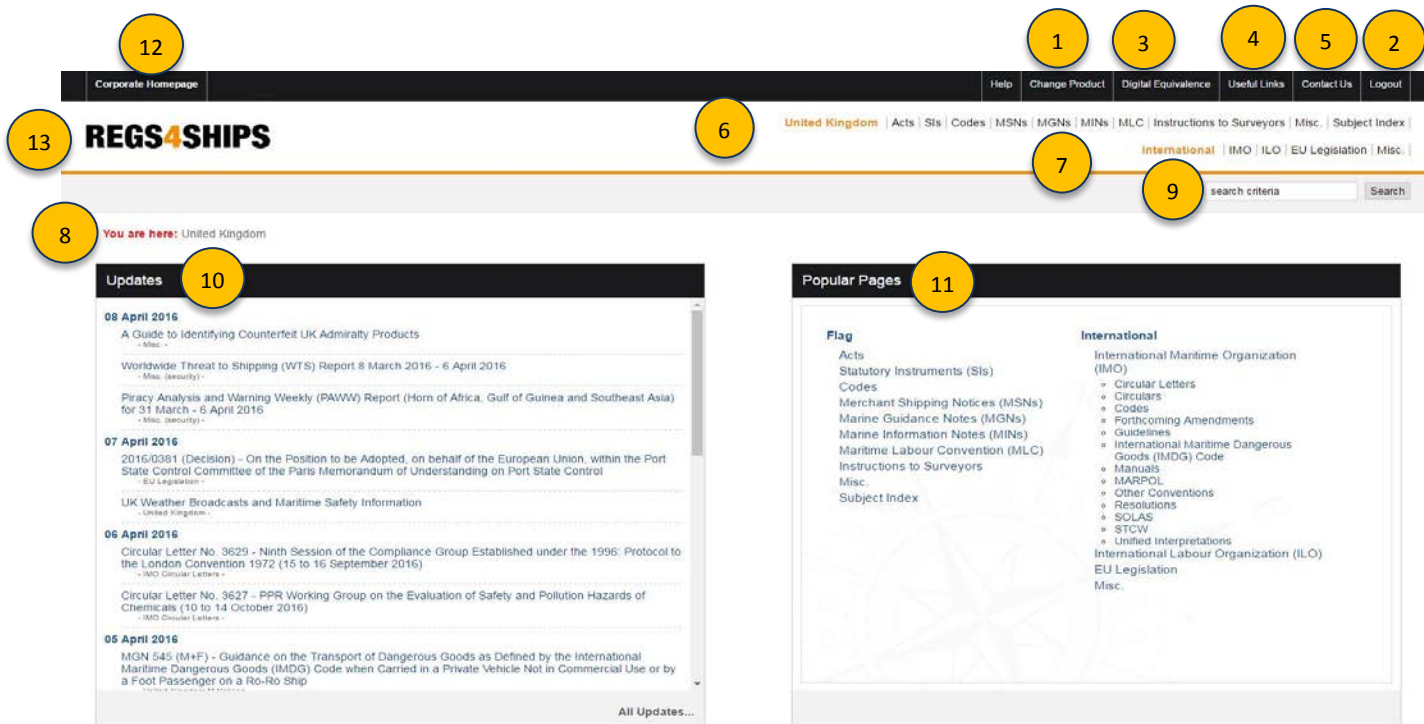 12
1
3
4
5
2
Corporate Homepage
Help
Change Product
Digital Equivalence
Useful Links
Contact Us
Logout
13
REGS4SHIPS
6
United Kingdom | Acts | SIs | Codes | MSNs | MGNs | MINs | MLC | Instructions to Surveyors | Misc. | Subject Index |
7
International | IMO | ILO | EU Legislation | Misc. |
9
search criteria
Search
8
You are here: United Kingdom
Updates
10
08 April 2016
A Guide to Identifying Counterfeit UK Admiralty Products
- Misc. -
Worldwide Threat to Shipping (WTS) Report 8 March 2016 - 6 April 2016
- Misc. (security) -
Piracy Analysis and Warning Weekly (PAWW) Report (Horn of Africa, Gulf of Guinea and Southeast Asia)
for 31 March - 6 April 2016
- Misc. (security) -
07 April 2016
2016/0381 (Decision) - On the Position to be Adopted, on behalf of the European Union, within the Port
State Control Committee of the Paris Memorandum of Understanding on Port State Control
- EU Legislation -
UK Weather Broadcasts and Maritime Safety Information
- United Kingdom -
06 April 2016
Circular Letter No. 3629 - Ninth Session of the Compliance Group Established under the 1996: Protocol to
the London Convention 1972 (15 to 16 September 2016)
- IMO Circular Letters -
Circular Letter No. 3627 - PPR Working Group on the Evaluation of Safety and Pollution Hazards of
Chemicals (10 to 14 October 2016)
- IMO Circular Letters -
05 April 2016
MGN 545 (M+F) - Guidance on the Transport of Dangerous Goods as Defined by the International
Maritime Dangerous Goods (IMDG) Code when Carried in a Private Vehicle Not in Commercial Use or by
a Foot Passenger on a Ro-Ro Ship
All Updates...
Popular Pages
11
Flag
Acts
Statutory Instruments (SIs)
Codes
Merchant Shipping Notices (MSNs)
Marine Guidance Notes (MGNs)
Marine Information Notes (MINs)
Maritime Labour Convention (MLC)
Instructions to Surveyors
Misc.
Subject Index
International
International Maritime Organization
(IMO)
Circular Letters
Circulars
Codes
Forthcoming Amendments
Guidelines
International Maritime Dangerous
Goods (IMDG) Code
Manuals
MARPOL
Other Conventions
Resolutions
SOLAS
STCW
Unified Interpretations
International Labour Organization (ILO)
EU Legislation
Misc.